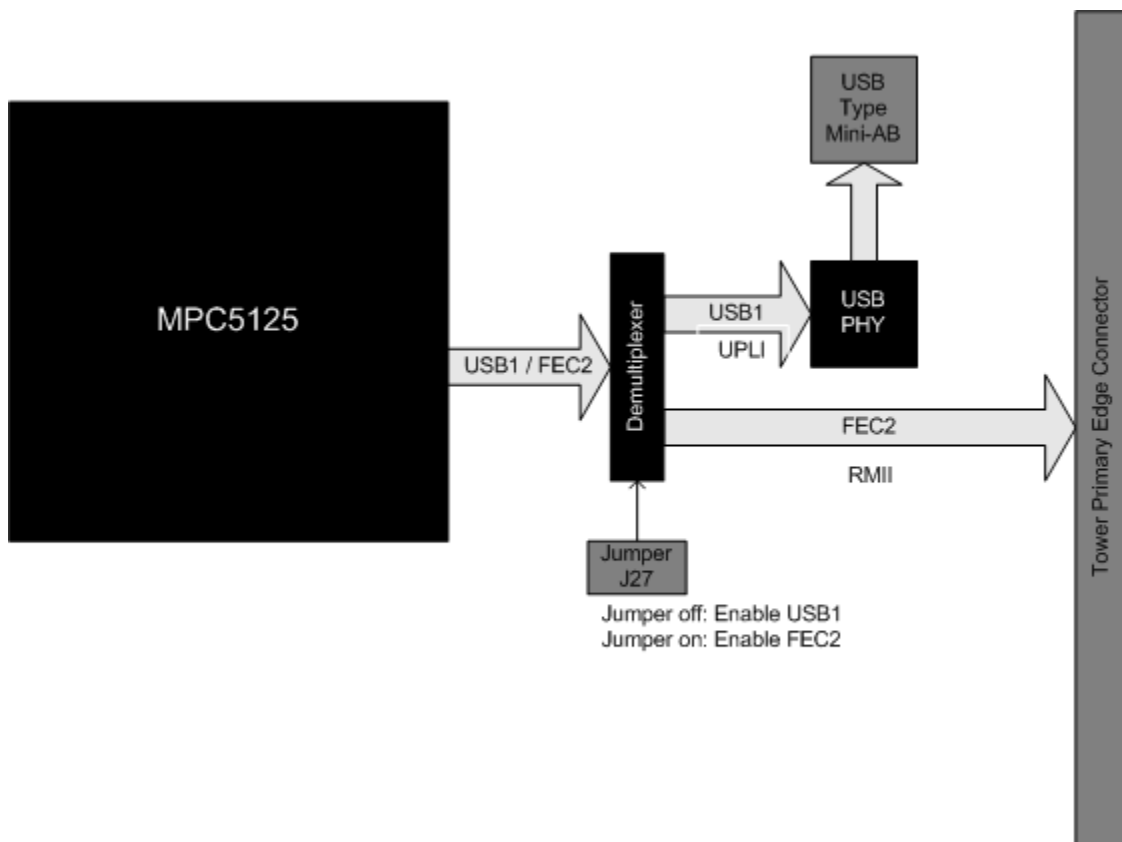 USB
Type
Mini-AB
MPC5125
USB1 / FEC2
Demultiplexer
USB1
UPLI
USB
PHY
FEC2
RMII
Tower Primary Edge Connector
Jumper
J27
Jumper off: Enable USB1
Jumper on: Enable FEC2